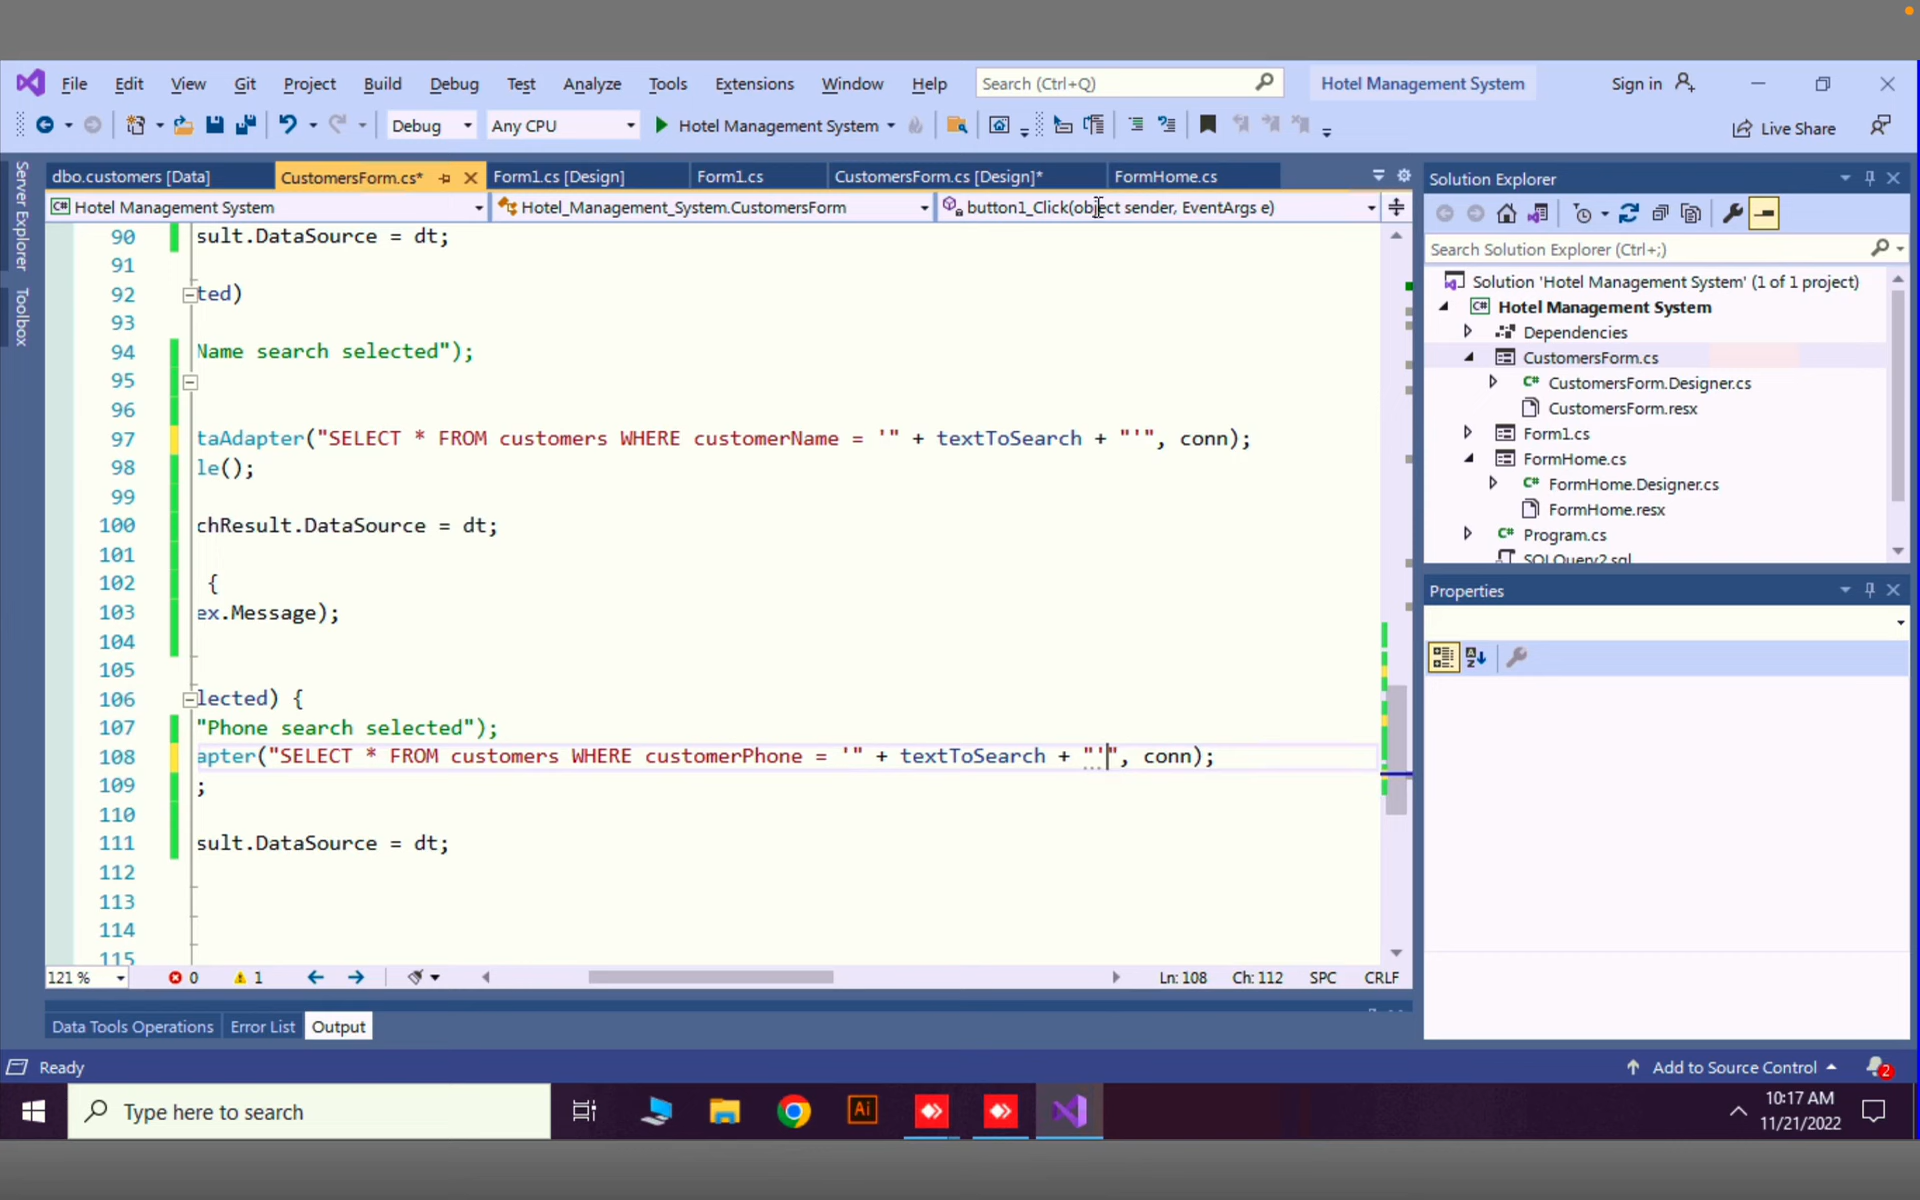 File Edit View Git Project Build Debug Test Analyze Tools Extensions Window Help Search (Ctrl+Q) Hotel Management System Sign in
Debug Any CPU Hotel Management System Live Share
dbo.customers [Data] CustomersForm.cs* Form1.cs [Design] Form1.cs CustomersForm.cs [Design]* FormHome.cs
Hotel Management System Hotel_Management_System.CustomersForm button1_Click(object sender, EventArgs e)
Server Explorer
Toolbox
90 sult.DataSource = dt;
91
92 ted)
93
94 Name search selected");
95
96
97 taAdapter("SELECT * FROM customers WHERE customerName = '" + textToSearch + "'", conn);
98 le();
99
100 chResult.DataSource = dt;
101
102 {
103 ex.Message);
104
105
106 lected) {
107 "Phone search selected");
108 apter("SELECT * FROM customers WHERE customerPhone = '" + textToSearch + "'", conn);
109 ;
110
111 sult.DataSource = dt;
112
113
114
115
121 % 0 1 Ln: 108 Ch: 112 SPC CRLF
Data Tools Operations Error List Output
Solution Explorer
Search Solution Explorer (Ctrl+;)
Solution 'Hotel Management System' (1 of 1 project)
C# Hotel Management System
Dependencies
CustomersForm.cs
C# CustomersForm.Designer.cs
CustomersForm.resx
Form1.cs
FormHome.cs
C# FormHome.Designer.cs
FormHome.resx
C# Program.cs
SQLQuery2.sql
Properties
Ready Add to Source Control 2
Type here to search Ai 10:17 AM
11/21/2022